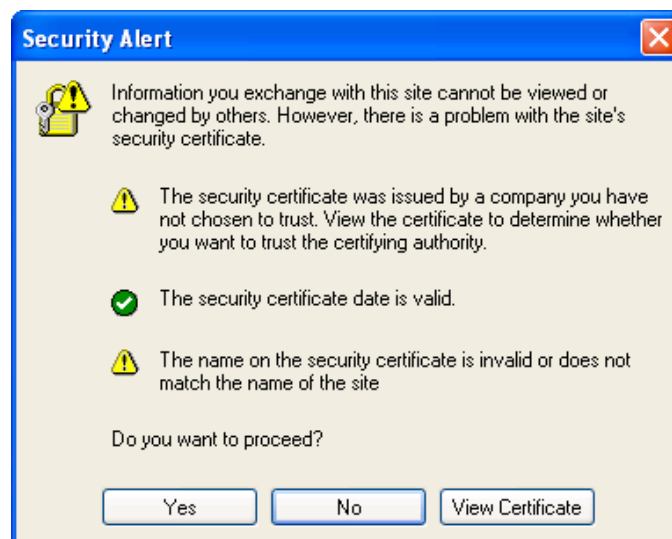 Security Alert
Information you exchange with this site cannot be viewed or
changed by others. However, there is a problem with the site's
security certificate.
The security certificate was issued by a company you have
not chosen to trust. View the certificate to determine whether
you want to trust the certifying authority.
The security certificate date is valid.
The name on the security certificate is invalid or does not
match the name of the site
Do you want to proceed?
Yes No View Certificate